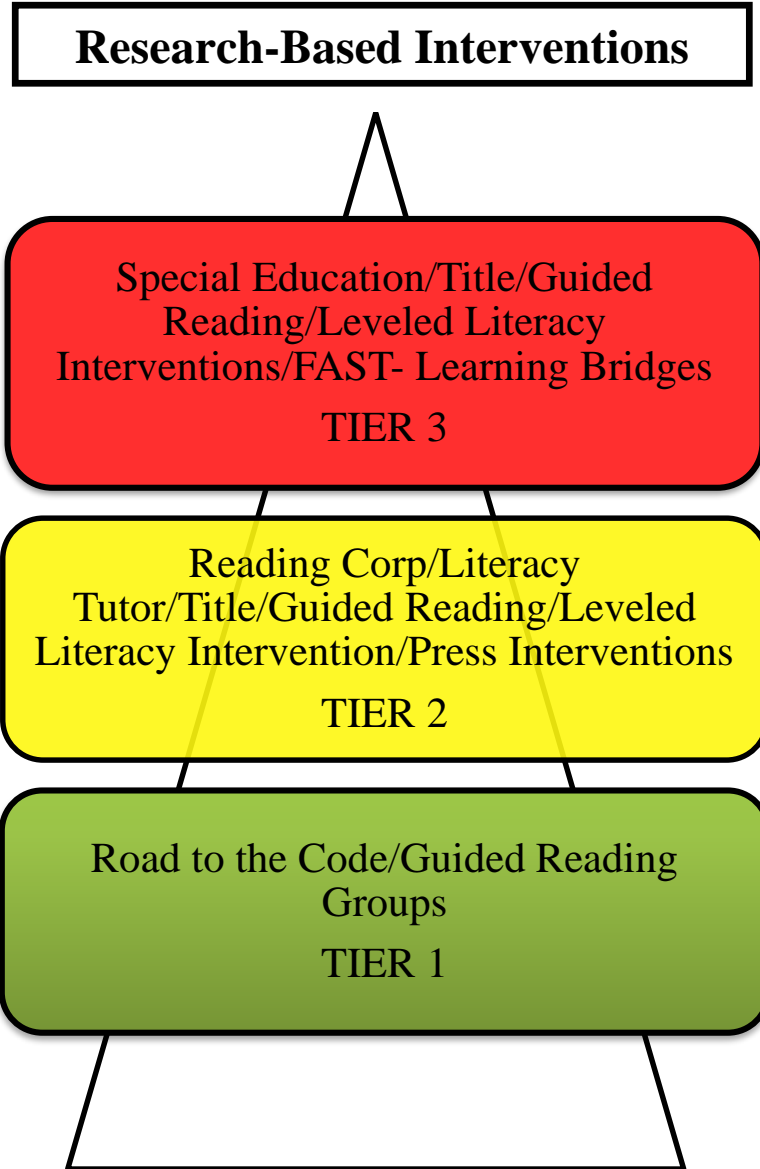 Research-Based Interventions
Special Education/Title/Guided
Reading/Leveled Literacy
Interventions/FAST- Learning Bridges
TIER 3
Reading Corp/Literacy
Tutor/Title/Guided Reading/Leveled
Literacy Intervention/Press Interventions
TIER 2
Road to the Code/Guided Reading
Groups
TIER 1